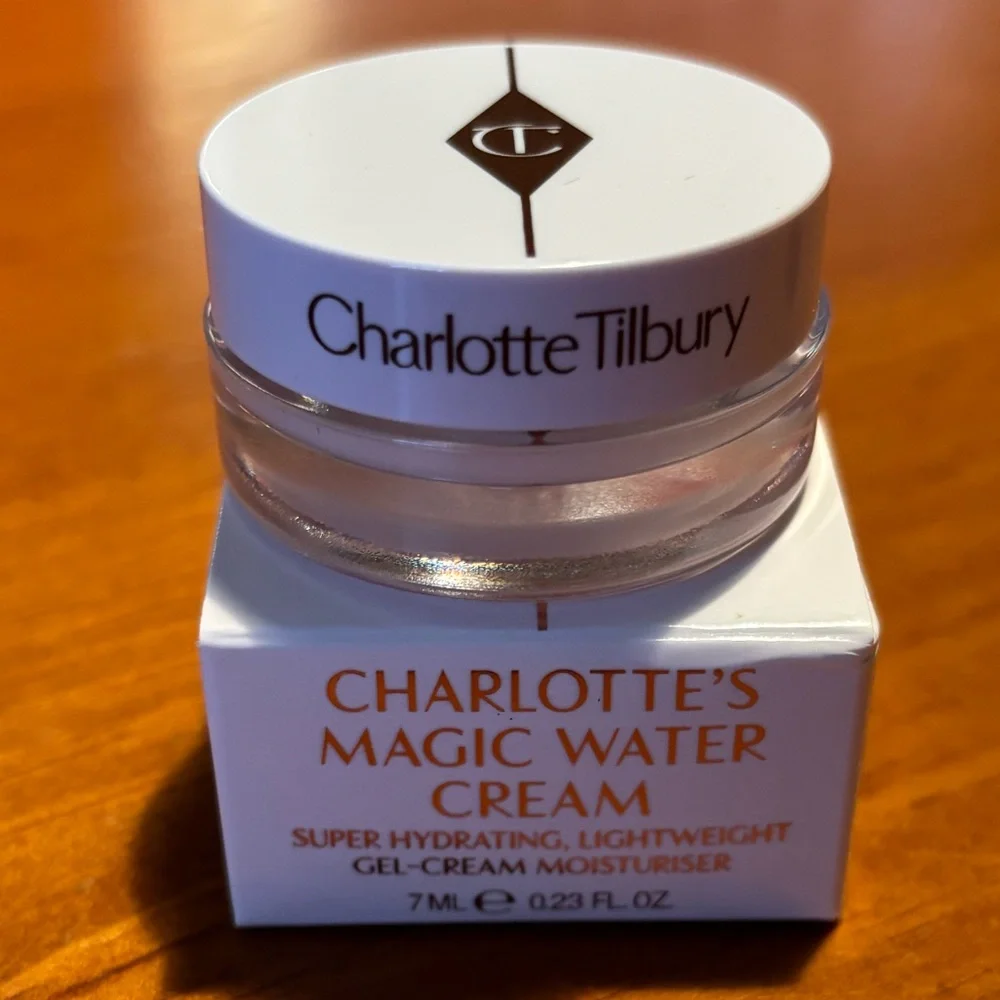 CT
Charlotte Tilbury
CHARLOTTE'S
MAGIC WATER
CREAM
SUPER HYDRATING, LIGHTWEIGHT
GEL-CREAM MOISTURISER
7 ML ℮ 0.23 FL. OZ.